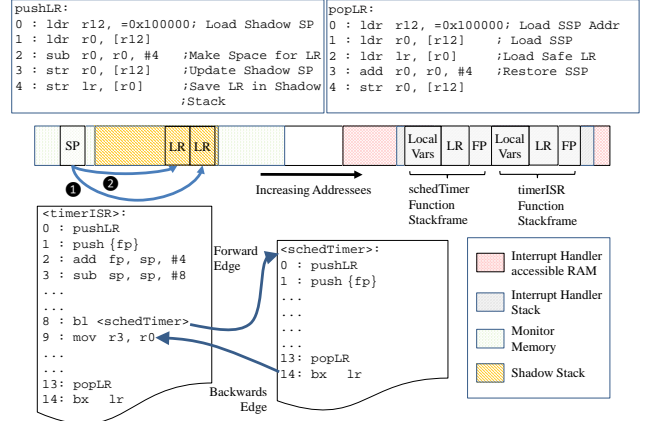 pushLR:
0 : ldr r12, =0x100000; Load Shadow SP
1 : ldr r0, [r12]
2 : sub r0, r0, #4 ;Make Space for LR
3 : str r0, [r12] ;Update Shadow SP
4 : str lr, [r0] ;Save LR in Shadow
;Stack
popLR:
0 : ldr r12, =0x100000; Load SSP Addr
1 : ldr r0, [r12] ; Load SSP
2 : ldr lr, [r0] ;Load Safe LR
3 : add r0, r0, #4 ;Restore SSP
4 : str r0, [r12]
SP
LR
LR
Local
Vars
LR
FP
Local
Vars
LR
FP
1
2
Increasing Addressees
schedTimer
Function
Stackframe
timerISR
Function
Stackframe
<timerISR>:
0 : pushLR
1 : push {fp}
2 : add fp, sp, #4
3 : sub sp, sp, #8
...
...
8 : bl <schedTimer>
9 : mov r3, r0
...
...
13: popLR
14: bx lr
Forward
Edge
Backwards
Edge
<schedTimer>:
0 : pushLR
1 : push {fp}
...
...
...
...
13: popLR
14: bx lr
Interrupt Handler
accessible RAM
Interrupt Handler
Stack
Monitor
Memory
Shadow Stack